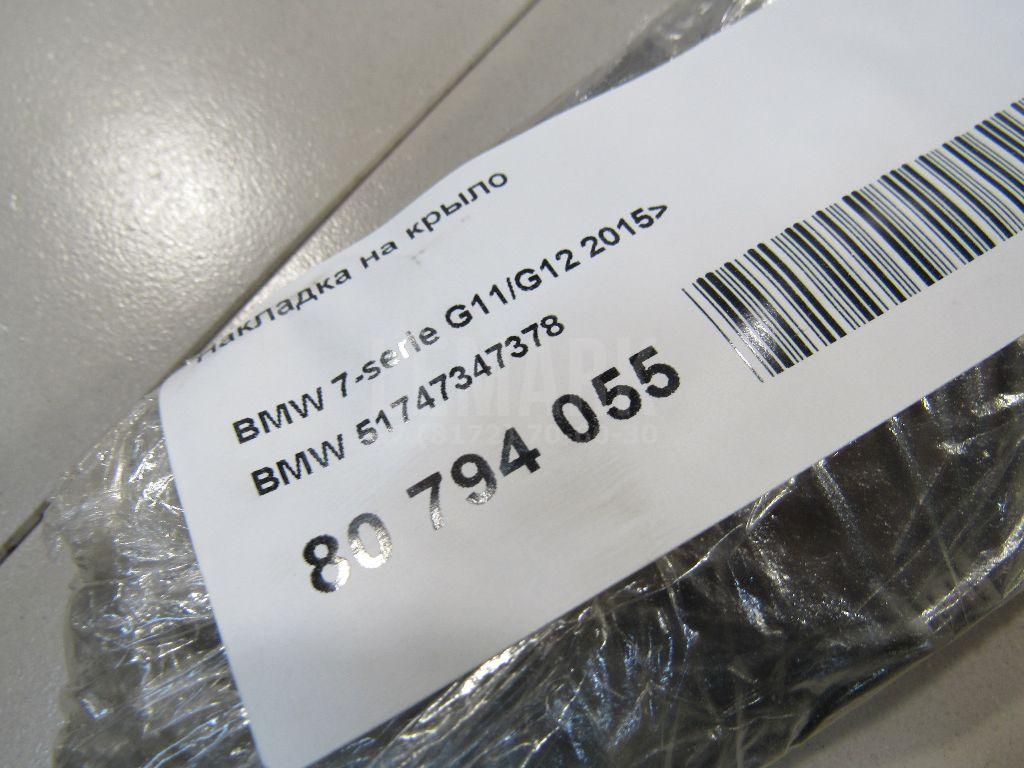 Накладка на крыло
BMW 7-serie G11/G12 2015>
BMW 51747347378
80 794 055